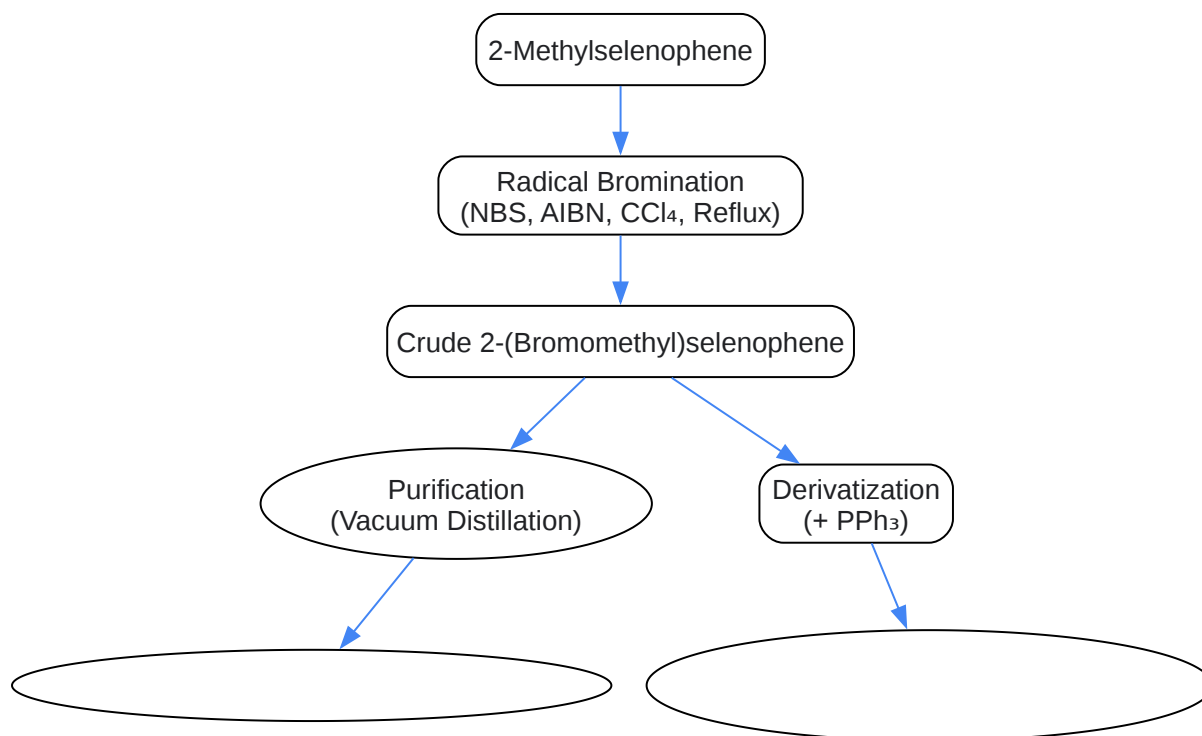 2-Methylselenophene
Radical Bromination
(NBS, AIBN, CCl₄, Reflux)
Crude 2-(Bromomethyl)selenophene
Purification
(Vacuum Distillation)
Derivatization
(+ PPh₃)